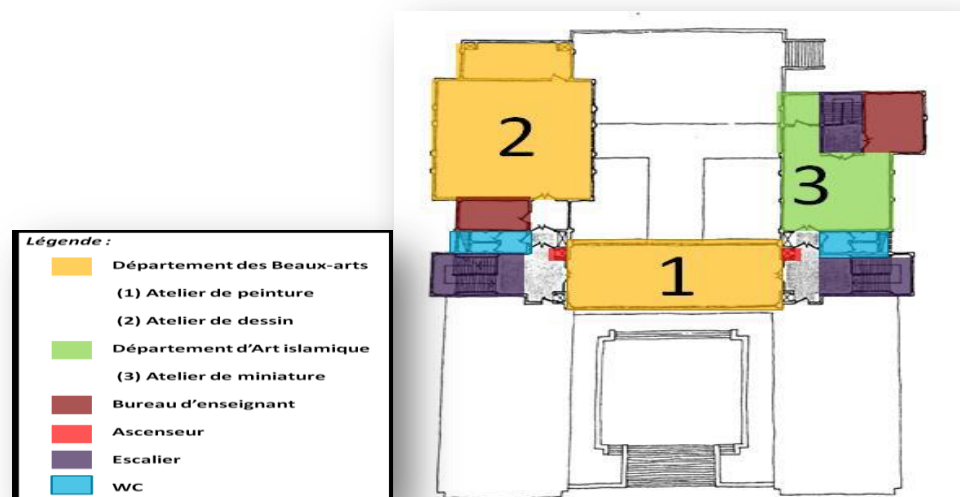 Légende :
Département des Beaux-arts
(1) Atelier de peinture
(2) Atelier de dessin
Département d'Art islamique
(3) Atelier de miniature
Bureau d'enseignant
Ascenseur
Escalier
WC
2
3
1